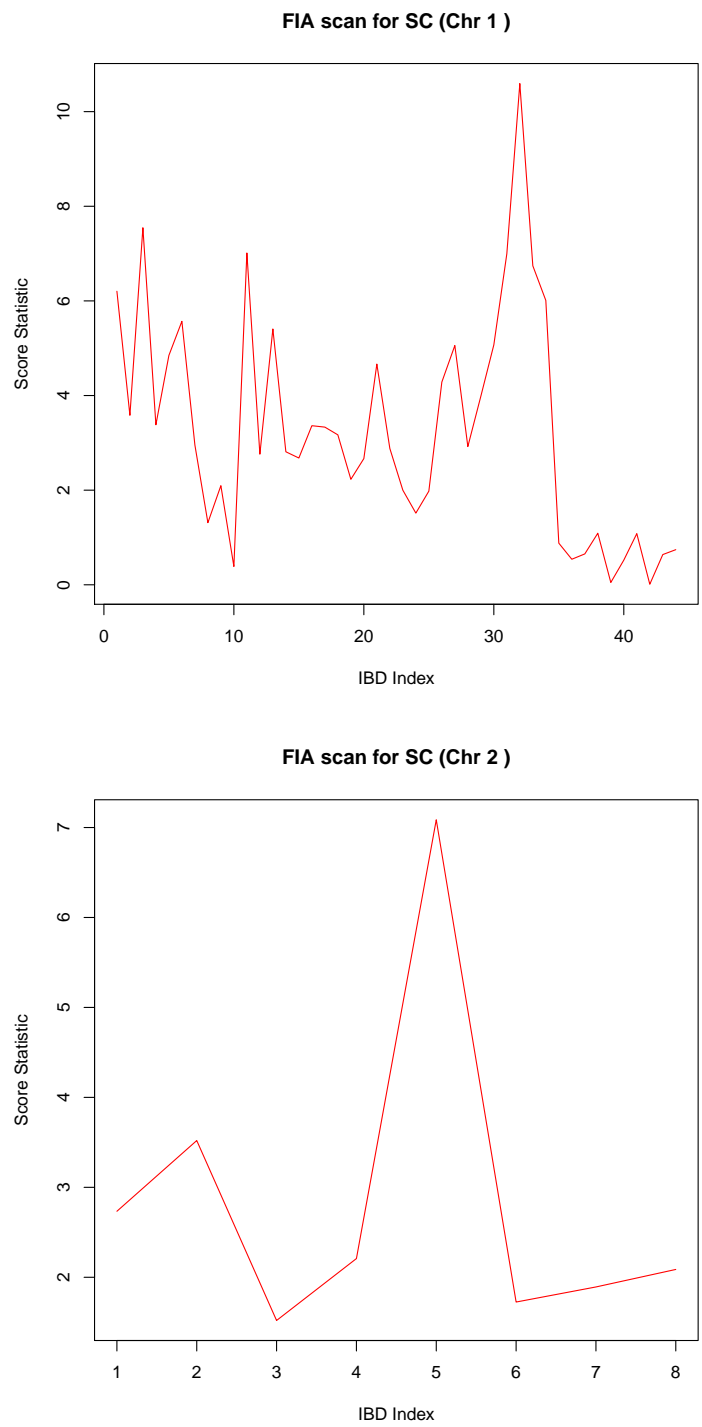 FIA scan for SC (Chr 1 )
Score Statistic
10
8
6
4
2
0
0 10 20 30 40
IBD Index
FIA scan for SC (Chr 2 )
Score Statistic
7
6
5
4
3
2
1 2 3 4 5 6 7 8
IBD Index